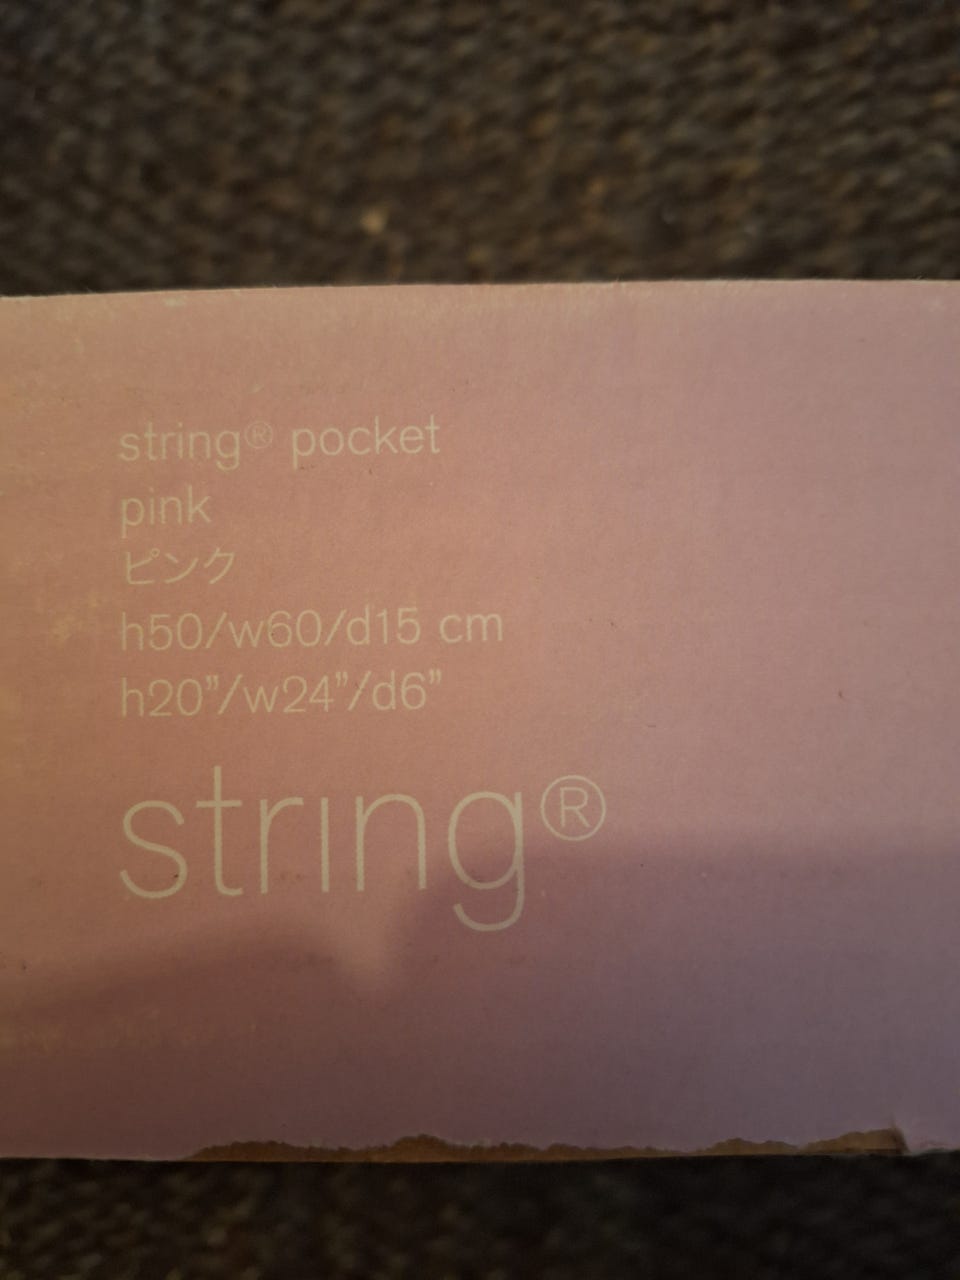 string® pocket
pink
ピンク
h50/w60/d15 cm
h20”/w24”/d6”
string®